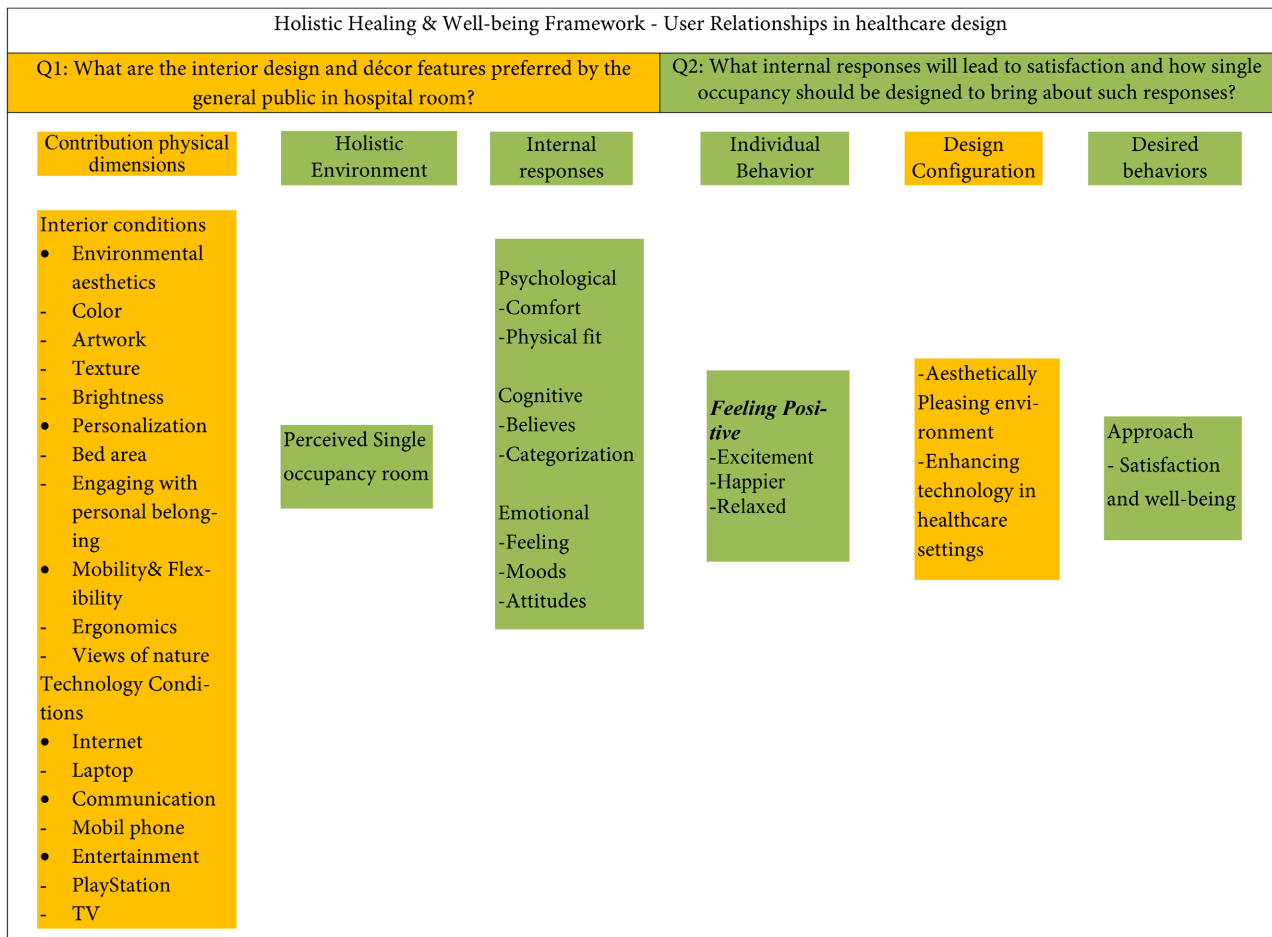 Holistic Healing & Well-being Framework - User Relationships in healthcare design
Q1: What are the interior design and décor features preferred by the
general public in hospital room?
Q2: What internal responses will lead to satisfaction and how single
occupancy should be designed to bring about such responses?
Contribution physical
dimensions
Holistic
Environment
Internal
responses
Individual
Behavior
Design
Configuration
Desired
behaviors
Interior conditions
• Environmental
aesthetics
- Color
- Artwork
- Texture
- Brightness
• Personalization
- Bed area
- Engaging with
personal belong-
ing
• Mobility& Flex-
ibility
- Ergonomics
- Views of nature
Technology Condi-
tions
• Internet
- Laptop
• Communication
- Mobil phone
• Entertainment
- PlayStation
- TV
Perceived Single
occupancy room
Psychological
-Comfort
-Physical fit
Cognitive
-Believes
-Categorization
Emotional
-Feeling
-Moods
-Attitudes
Feeling Posi-
tive
-Excitement
-Happier
-Relaxed
-Aesthetically
Pleasing envi-
ronment
-Enhancing
technology in
healthcare
settings
Approach
- Satisfaction
and well-being